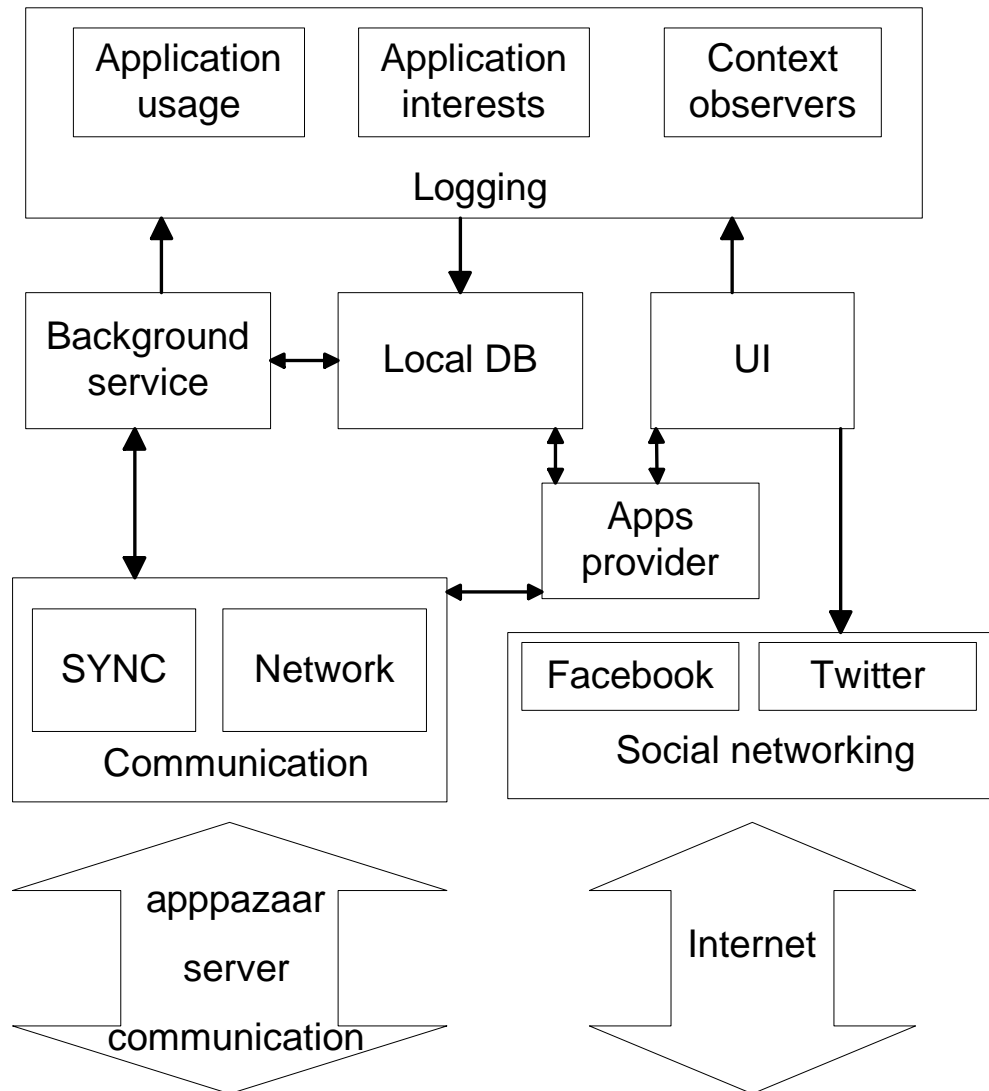 Application
usage
Application
interests
Context
observers
Logging
Background
service
Local DB
UI
Apps
provider
SYNC
Network
Communication
Facebook
Twitter
Social networking
apppazaar
server
communication
Internet